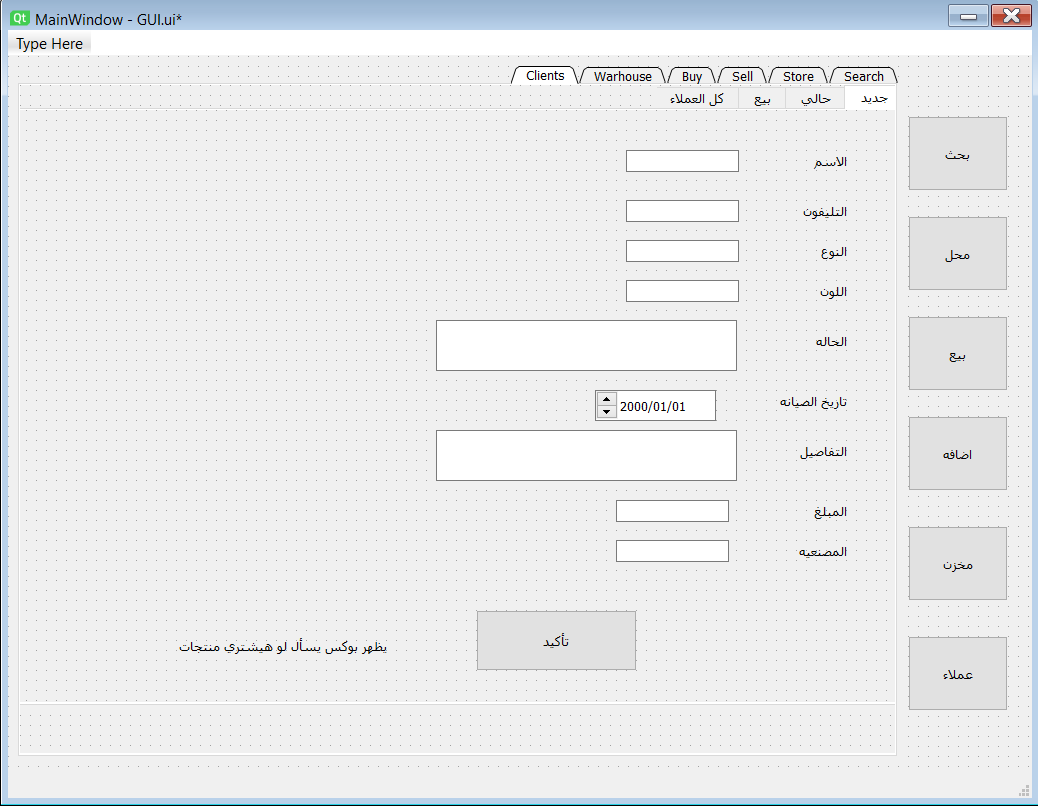 MainWindow - GUI.ui*
Type Here
Clients Warhouse Buy Sell Store Search
جديد حالي بيع كل العملاء
بحث
محل
بيع
اضافه
مخزن
عملاء
الاسم
التليفون
النوع
اللون
الحاله
تاريخ الصيانه
2000/01/01
التفاصيل
المبلغ
المصنعيه
تأكيد
يظهر بوكس يسأل لو هيشتري منتجات